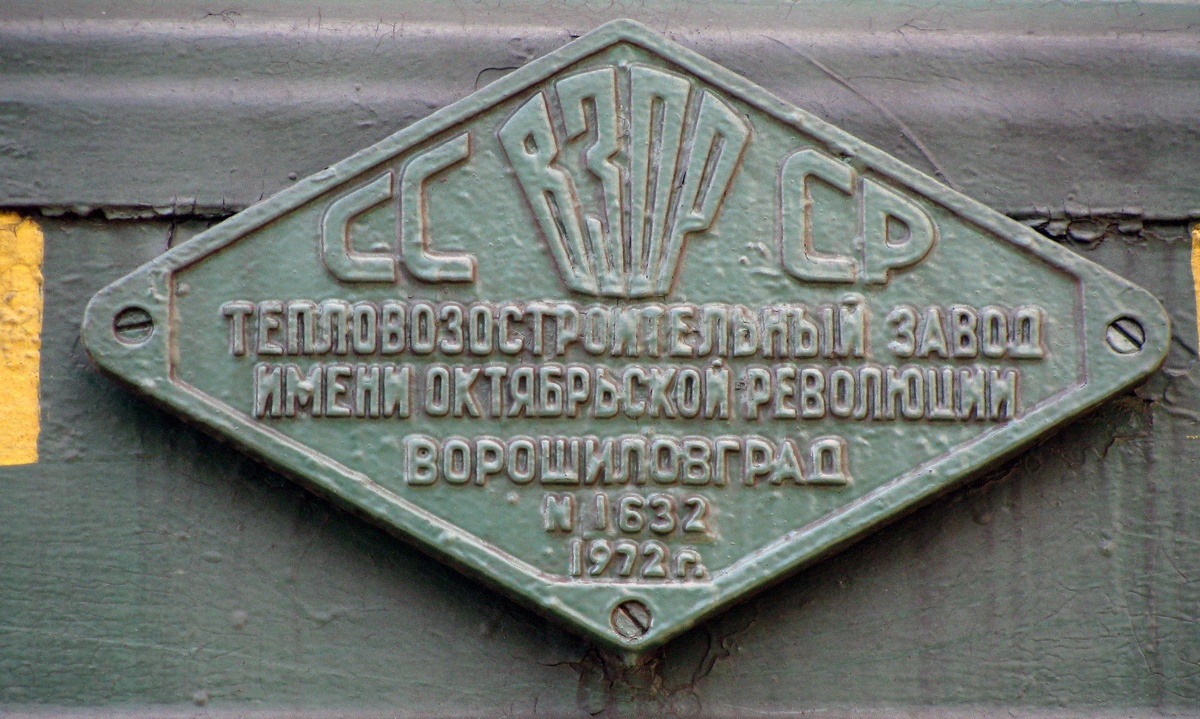 СС ВЗОР СР
ТЕПЛОВОЗОСТРОИТЕЛЬНЫЙ ЗАВОД
ИМЕНИ ОКТЯБРЬСКОЙ РЕВОЛЮЦИИ
ВОРОШИЛОВГРАД
N 1632
1972 г.